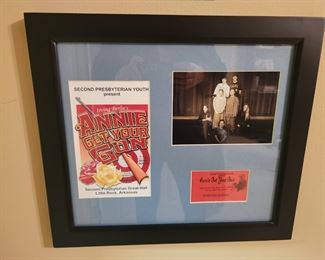 SECOND PRESBYTERIAN YOUTH
present
Irving Berlin's
ANNIE
GET YOUR
GUN
Second Presbyterian Great Hall
Little Rock, Arkansas
Annie Get Your Gun